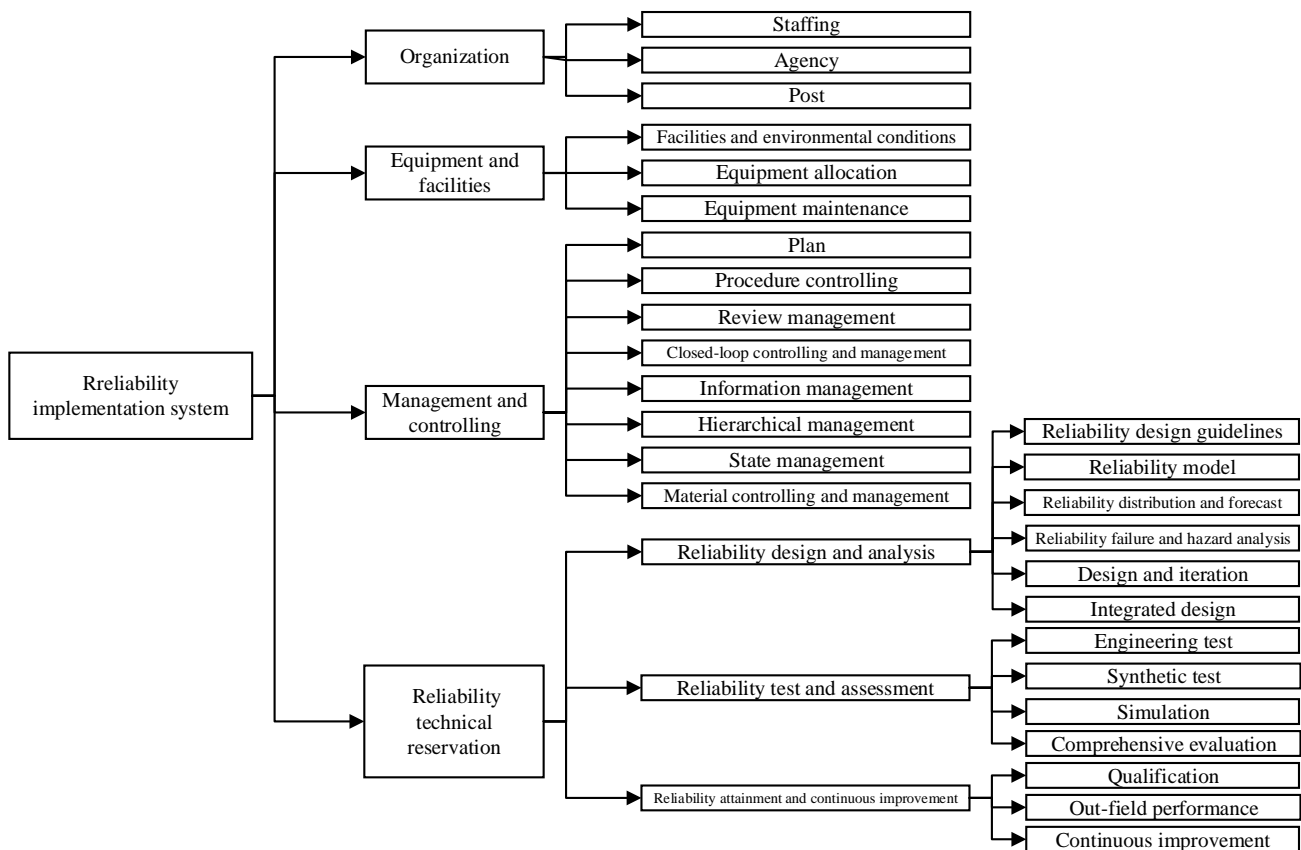 Rreliability
implementation system
Organization
Staffing
Agency
Post
Equipment and
facilities
Facilities and environmental conditions
Equipment allocation
Equipment maintenance
Management and
controlling
Plan
Procedure controlling
Review management
Closed-loop controlling and management
Information management
Hierarchical management
State management
Material controlling and management
Reliability
technical
reservation
Reliability design and analysis
Reliability design guidelines
Reliability model
Reliability distribution and forecast
Reliability failure and hazard analysis
Design and iteration
Integrated design
Reliability test and assessment
Engineering test
Synthetic test
Simulation
Comprehensive evaluation
Reliability attainment and continuous improvement
Qualification
Out-field performance
Continuous improvement